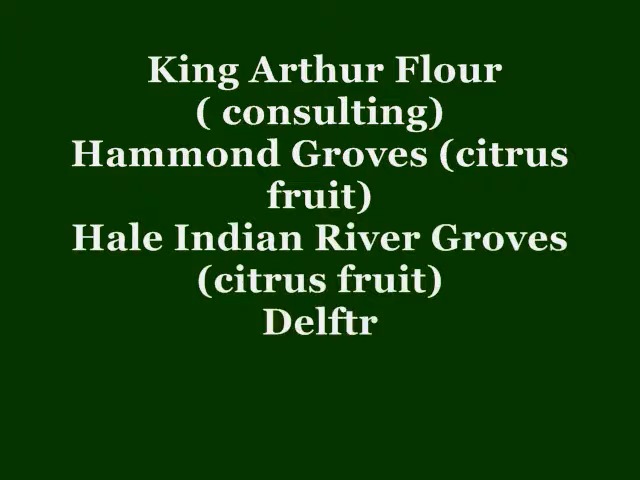 King Arthur Flour
( consulting)
Hammond Groves (citrus
fruit)
Hale Indian River Groves
(citrus fruit)
Delftr